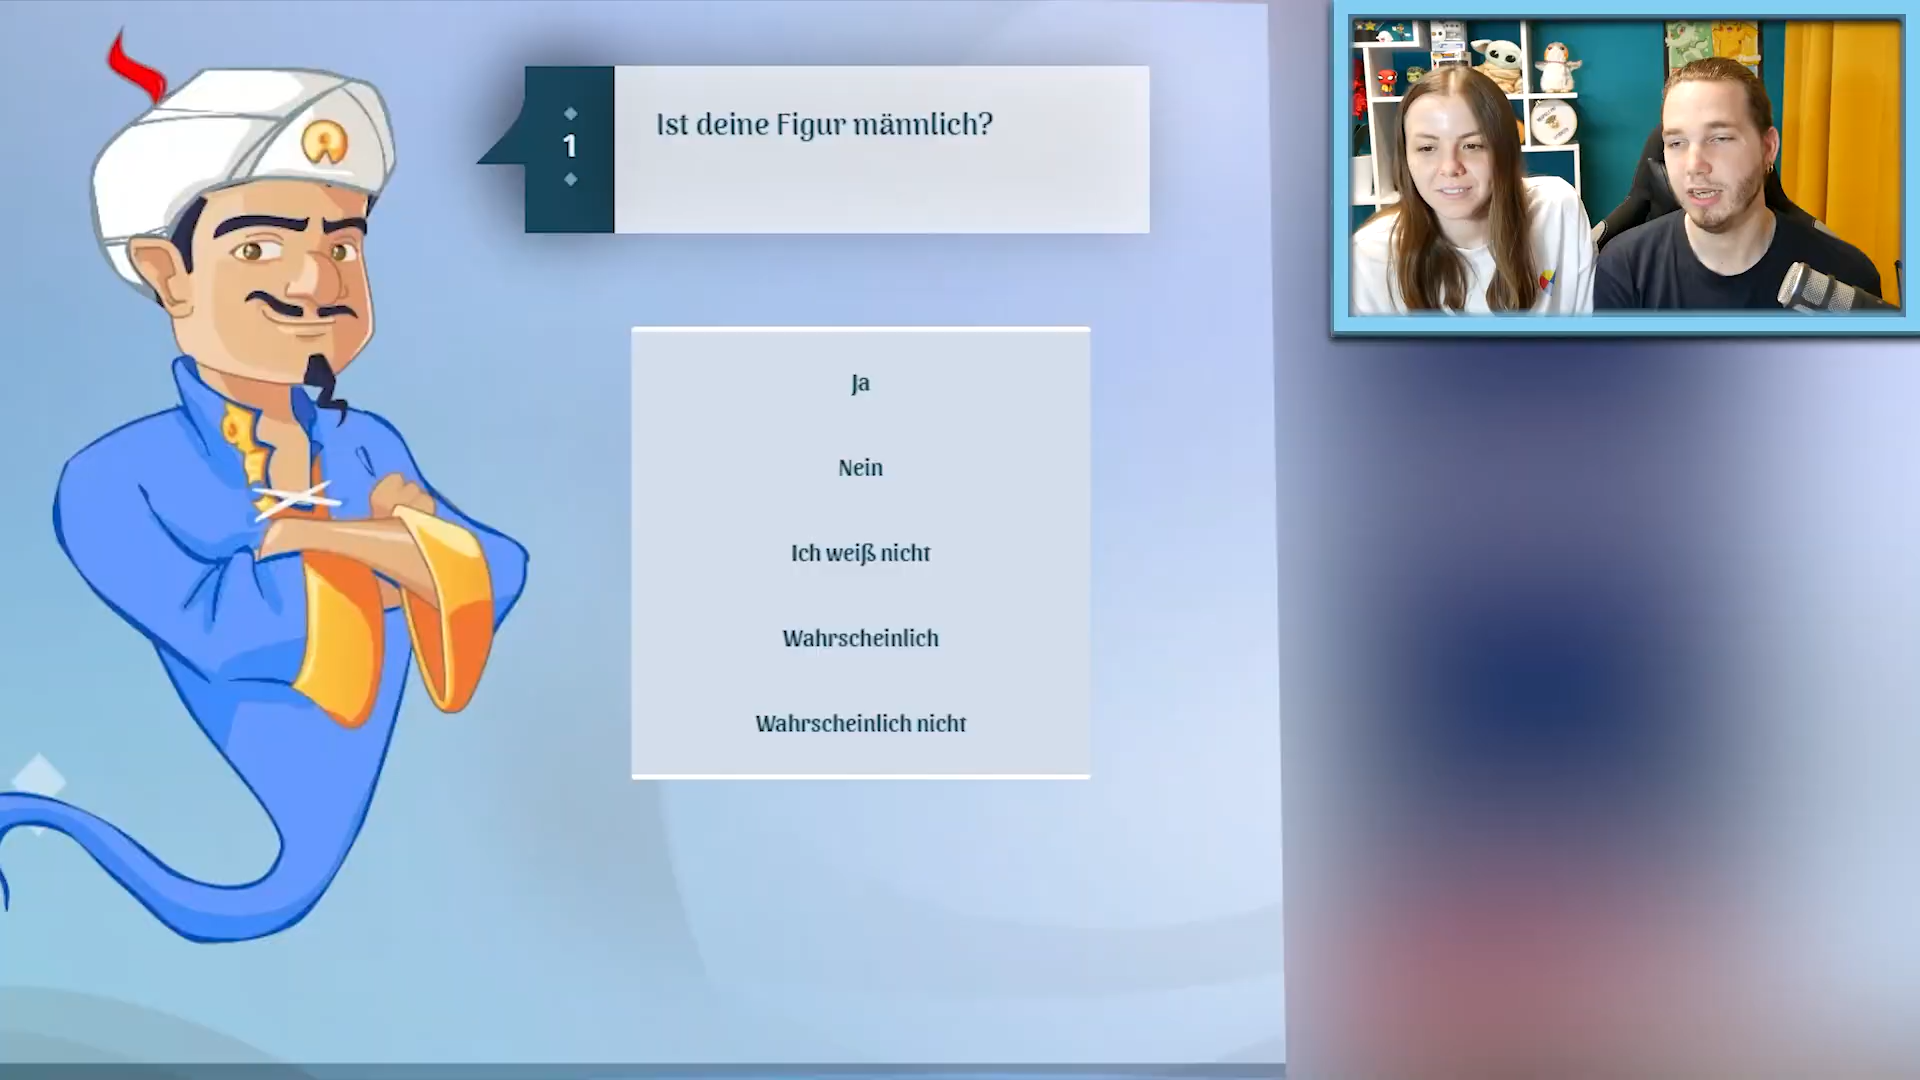 1
Ist deine Figur männlich?
Ja
Nein
Ich weiß nicht
Wahrscheinlich
Wahrscheinlich nicht